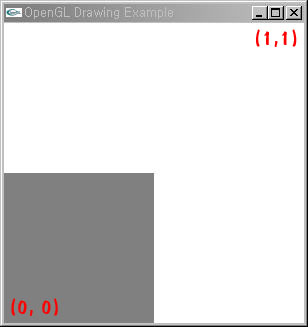 OpenGL Drawing Example
(1,1)
(0, 0)